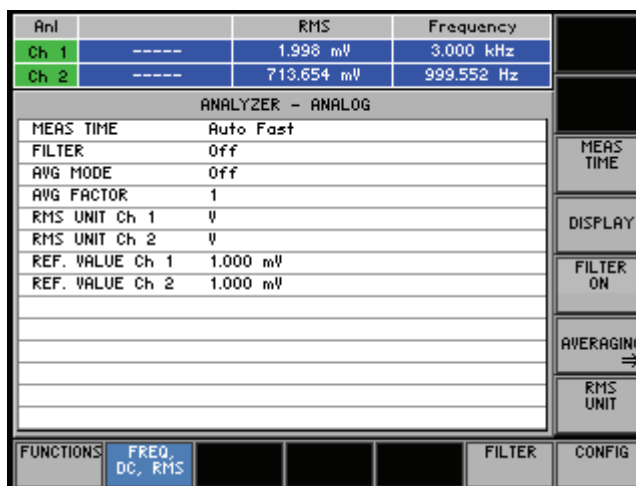 Anl RMS Frequency
Ch 1 ----- 1.998 mV 3.000 kHz
Ch 2 ----- 713.654 mV 999.552 Hz
ANALYZER - ANALOG
MEAS TIME Auto Fast
FILTER Off
AVG MODE Off
AVG FACTOR 1
RMS UNIT Ch 1 V
RMS UNIT Ch 2 V
REF. VALUE Ch 1 1.000 mV
REF. VALUE Ch 2 1.000 mV
MEAS
TIME
DISPLAY
FILTER
ON
AVERAGING
⇒
RMS
UNIT
FUNCTIONS
FREQ,
DC, RMS
FILTER
CONFIG